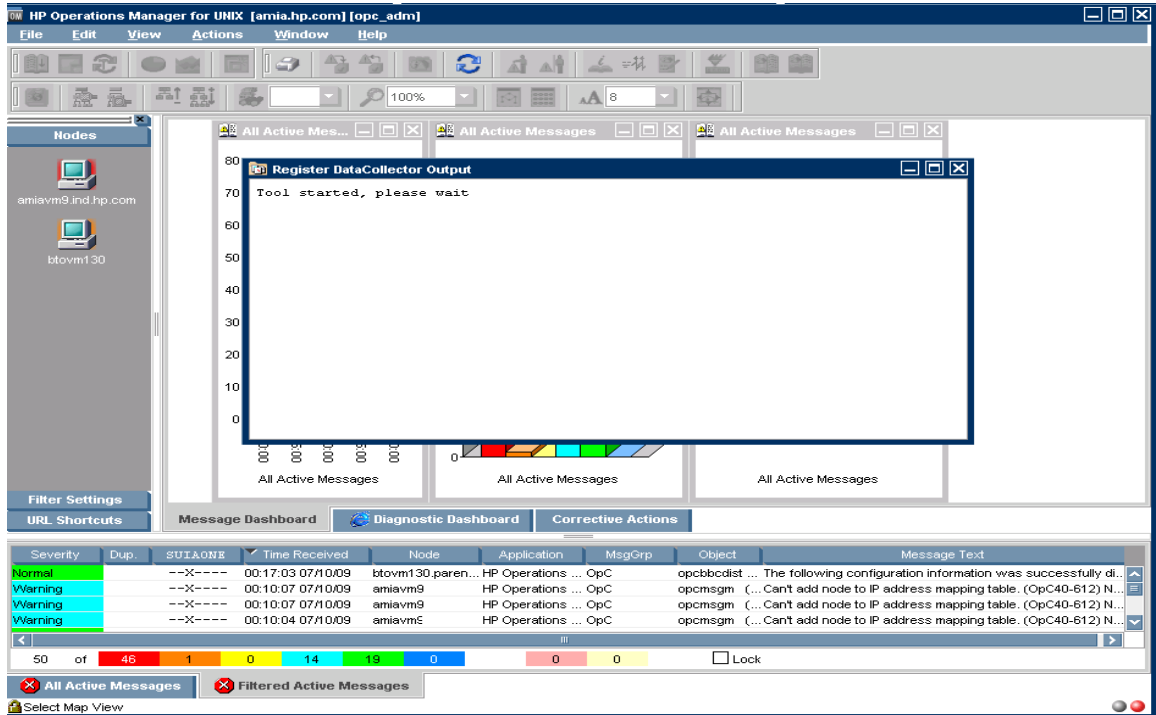 HP Operations Manager for UNIX [amia.hp.com] [opc_adm]
File Edit View Actions Window Help
100% 8
Nodes
amiavm9.ind.hp.com
btovm130
Filter Settings
URL Shortcuts
All Active Mes...
All Active Messages
All Active Messages
Register DataCollector Output
Tool started, please wait
80
70
60
50
40
30
20
10
0
0
All Active Messages
All Active Messages
All Active Messages
Message Dashboard Diagnostic Dashboard Corrective Actions
Severity Dup. SUIAONE Time Received Node Application MsgGrp Object Message Text
Normal --X---- 00:17:03 07/10/09 btovm130.paren... HP Operations ... OpC opcbbcdist ... The following configuration information was successfully di...
Warning --X---- 00:10:07 07/10/09 amiavm9 HP Operations ... OpC opcmsgm (... Can't add node to IP address mapping table. (OpC40-612) N...
Warning --X---- 00:10:07 07/10/09 amiavm9 HP Operations ... OpC opcmsgm (... Can't add node to IP address mapping table. (OpC40-612) N...
Warning --X---- 00:10:04 07/10/09 amiavm9 HP Operations ... OpC opcmsgm (... Can't add node to IP address mapping table. (OpC40-612) N...
50 of 46 1 0 14 19 0 0 0 Lock
All Active Messages Filtered Active Messages
Select Map View